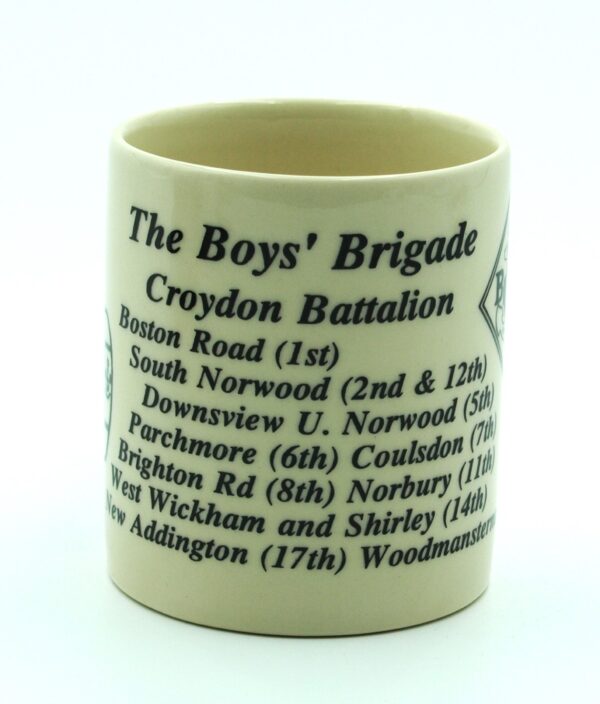 The Boys' Brigade
Croydon Battalion
Boston Road (1st)
South Norwood (2nd & 12th)
Downsview U. Norwood (5th)
Parchmore (6th) Coulsdon (7th)
Brighton Rd (8th) Norbury (11th)
West Wickham and Shirley (14th)
New Addington (17th)